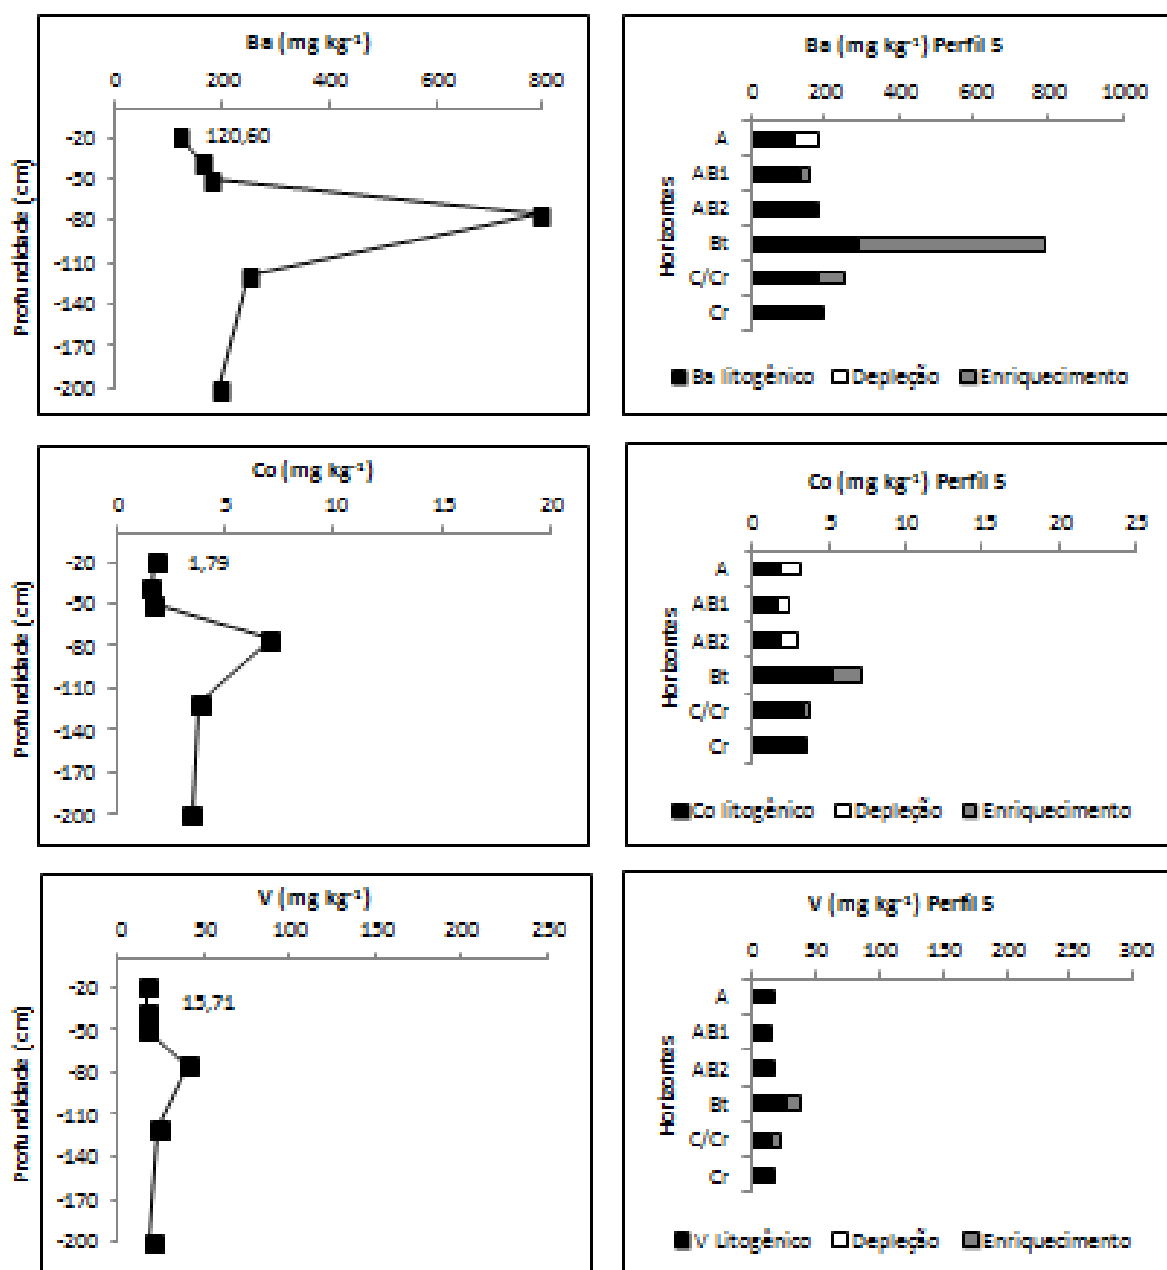 Ba (mg kg⁻¹)
0 200 400 600 800
-20
-50
-80
-110
-140
-170
-200
120,60
Profundidade (cm)
Ba (mg kg⁻¹) Perfil 5
0 200 400 600 800 1000
A
AB1
AB2
Bt
C/Cr
Cr
Horizontes
Ba litogênico Depleção Enriquecimento
Co (mg kg⁻¹)
0 5 10 15 20
-20
-50
-80
-110
-140
-170
-200
1,79
Profundidade (cm)
Co (mg kg⁻¹) Perfil 5
0 5 10 15 20 25
A
AB1
AB2
Bt
C/Cr
Cr
Horizontes
Co litogênico Depleção Enriquecimento
V (mg kg⁻¹)
0 50 100 150 200 250
-20
-50
-80
-110
-140
-170
-200
15,71
Profundidade (cm)
V (mg kg⁻¹) Perfil 5
0 50 100 150 200 250 300
A
AB1
AB2
Bt
C/Cr
Cr
Horizontes
V Litogênico Depleção Enriquecimento